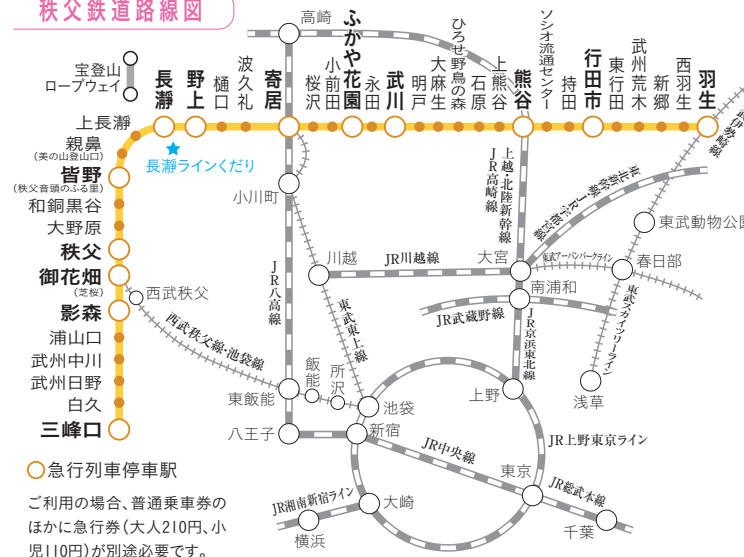 秩父鉄道路線図
宝登山
ロープウェイ
長瀞
野上
樋口
波久礼
寄居
桜沢
小前田
ふかや花園
永田
武川
明戸
大麻生
ひろせ野鳥の森
石原
上熊谷
熊谷
ソシオ流通センター
持田
行田市
東行田
武州荒木
新郷
西羽生
羽生
高崎
上長瀞
親鼻
(美の山登山口)
皆野
(秩父音頭のふる里)
和銅黒谷
大野原
秩父
御花畑
(芝桜)
影森
浦山口
武州中川
武州日野
白久
三峰口
長瀞ラインくだり
小川町
西武秩父
西武秩父線・池袋線
JR八高線
東飯能
飯能
所沢
八王子
川越
JR川越線
東武東上線
池袋
新宿
上越・北陸新幹線
JR高崎線
東北新幹線・JR宇都宮線
東武伊勢崎線
東武動物公園
大宮
東武アーバンパークライン
春日部
南浦和
JR武蔵野線
JR京浜東北線
東武スカイツリーライン
浅草
上野
JR上野東京ライン
JR中央線
東京
JR総武本線
千葉
JR湘南新宿ライン
大崎
横浜
急行列車停車駅
ご利用の場合、普通乗車券の
ほかに急行券(大人210円、小
児110円)が別途必要です。